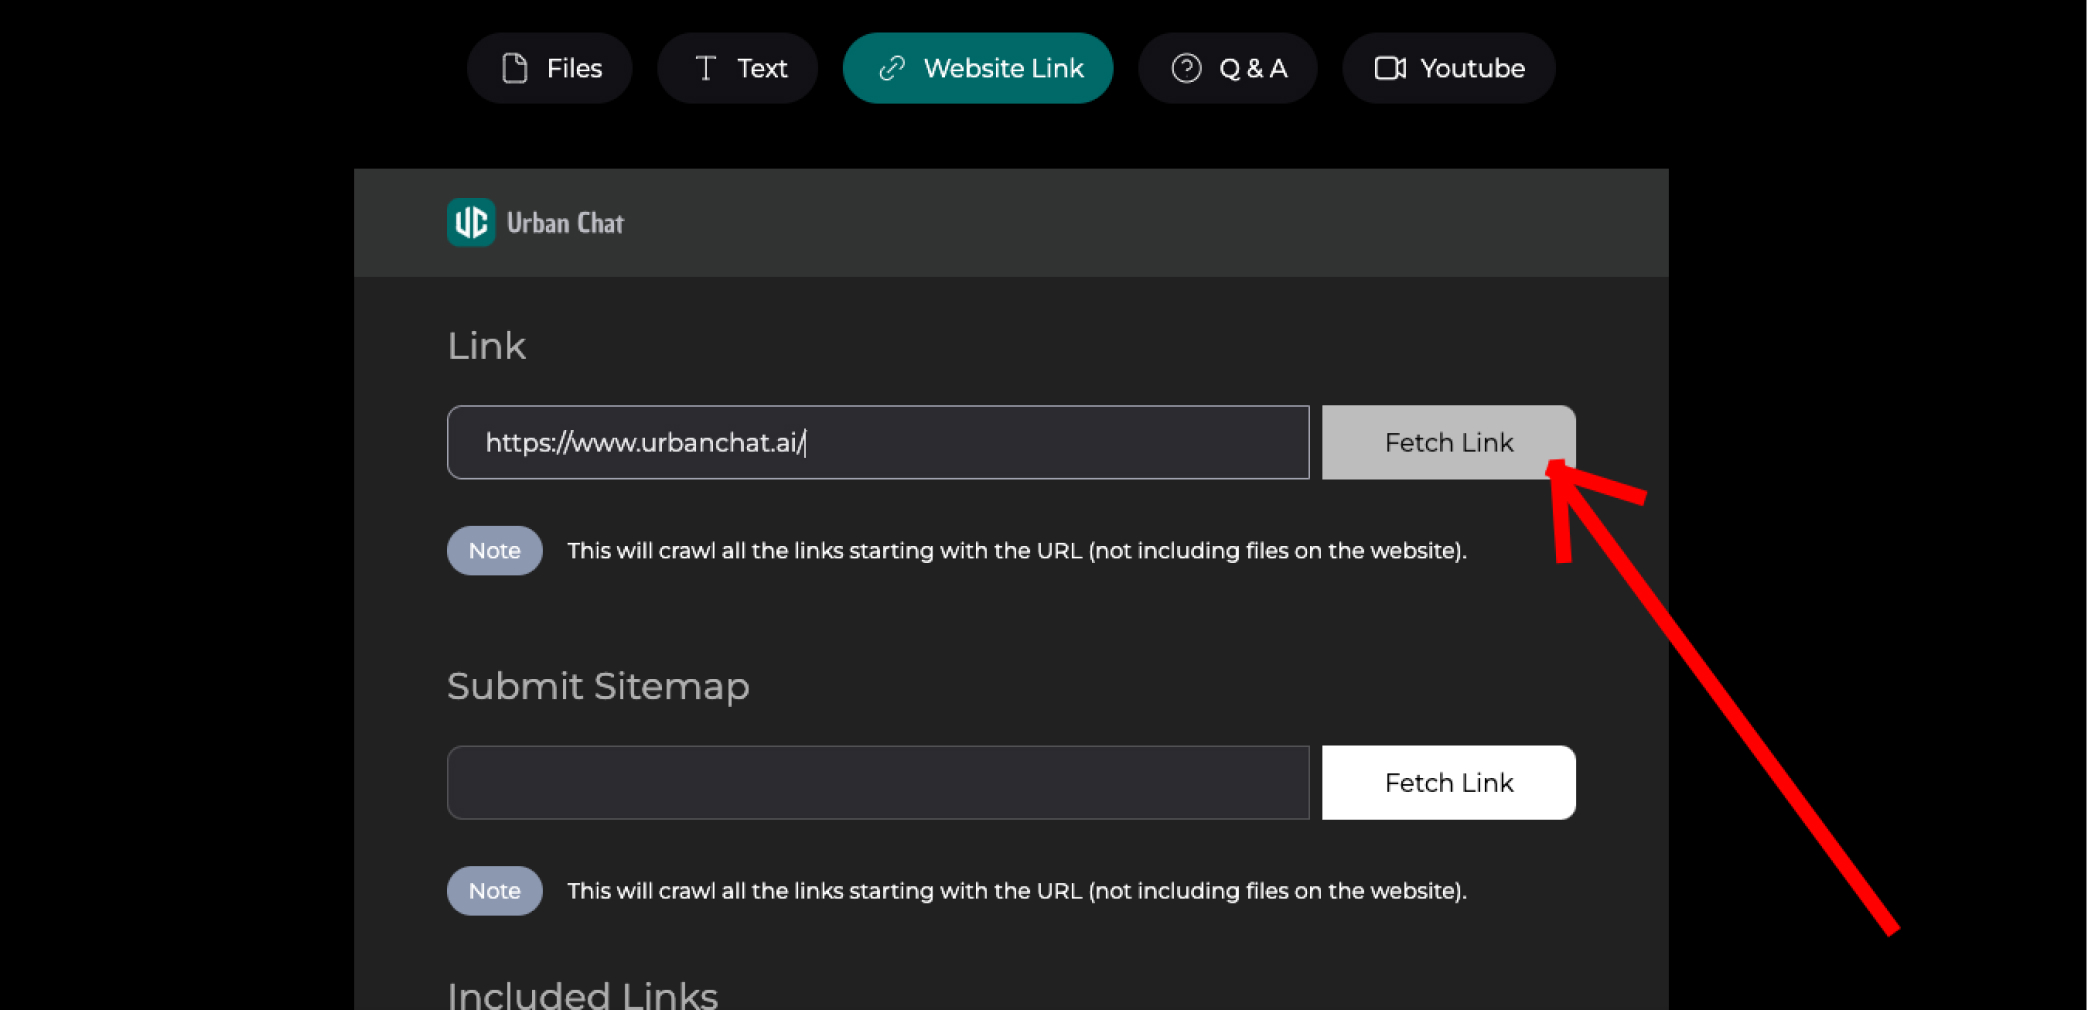 Files
Text
Website Link
Q & A
Youtube
UC Urban Chat
Link
https://www.urbanchat.ai/
Fetch Link
Note This will crawl all the links starting with the URL (not including files on the website).
Submit Sitemap
Fetch Link
Note This will crawl all the links starting with the URL (not including files on the website).
Included Links